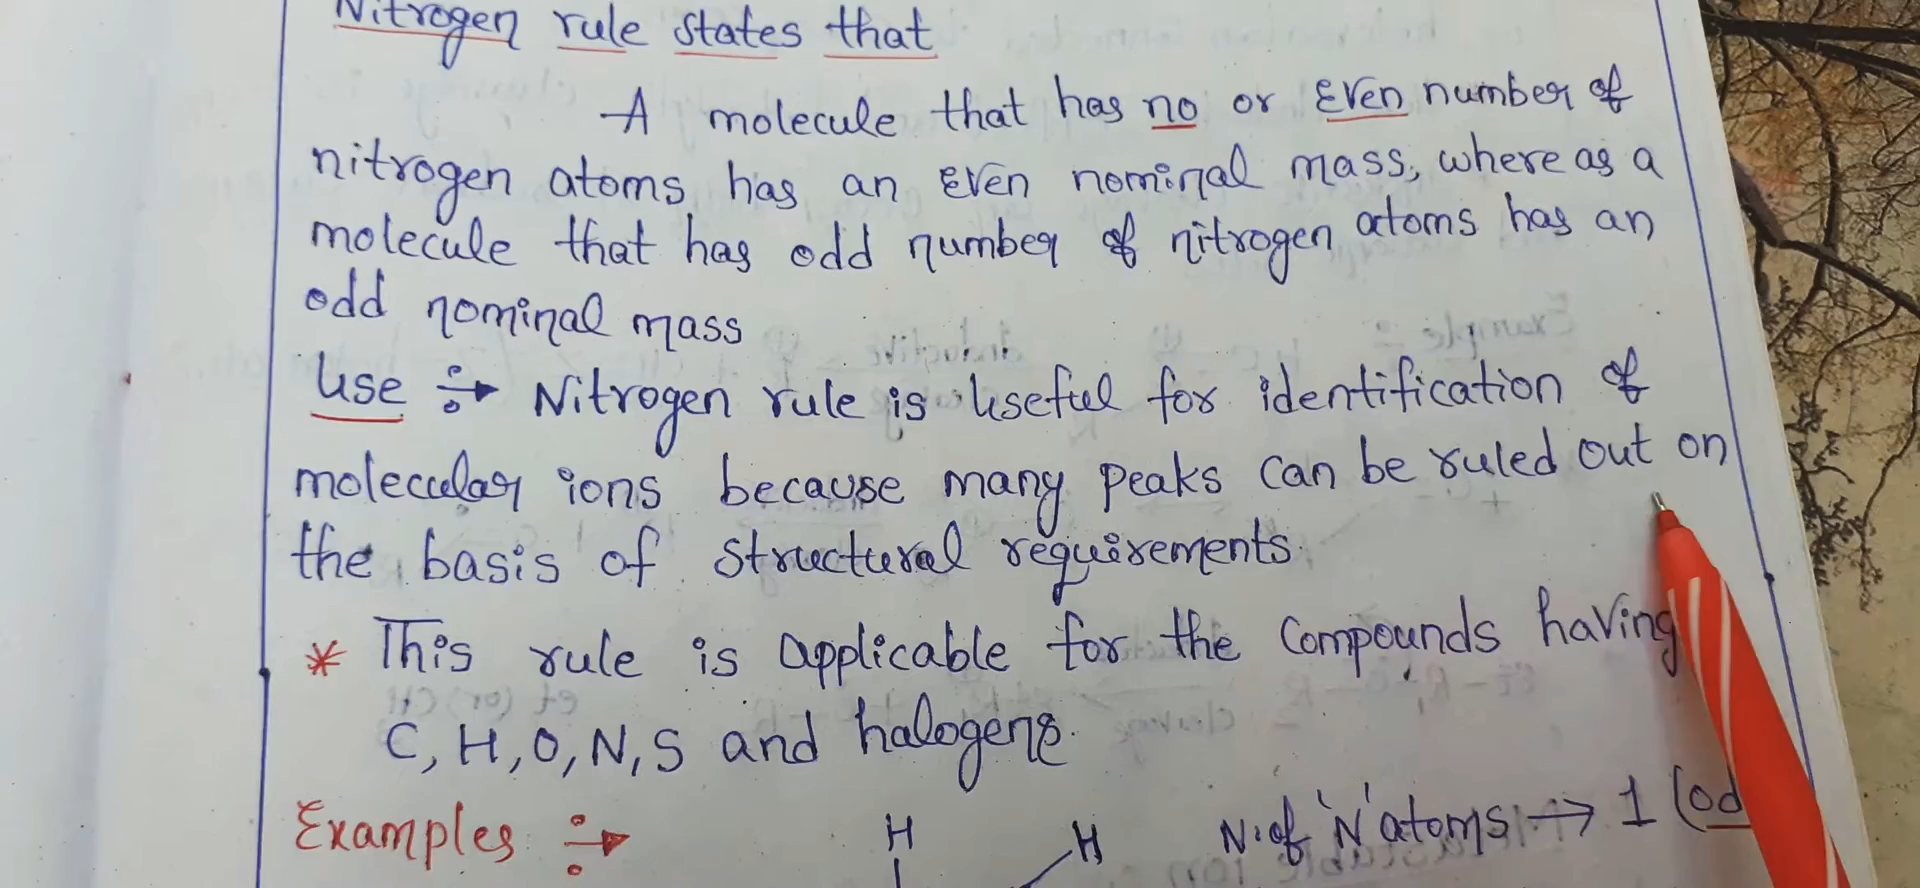 Nitrogen rule states that
A molecule that has no or Even number of
nitrogen atoms has an Even nominal mass, where as a
molecule that has odd number of nitrogen atoms has an
odd nominal mass
Use ÷→ Nitrogen rule is useful for identification of
molecular ions because many peaks can be ruled out on
the basis of structural requirements.
* This rule is applicable for the compounds having
C, H, O, N, S and halogens.
Examples ÷→
H
H
N. of 'N' atoms → 1 (od